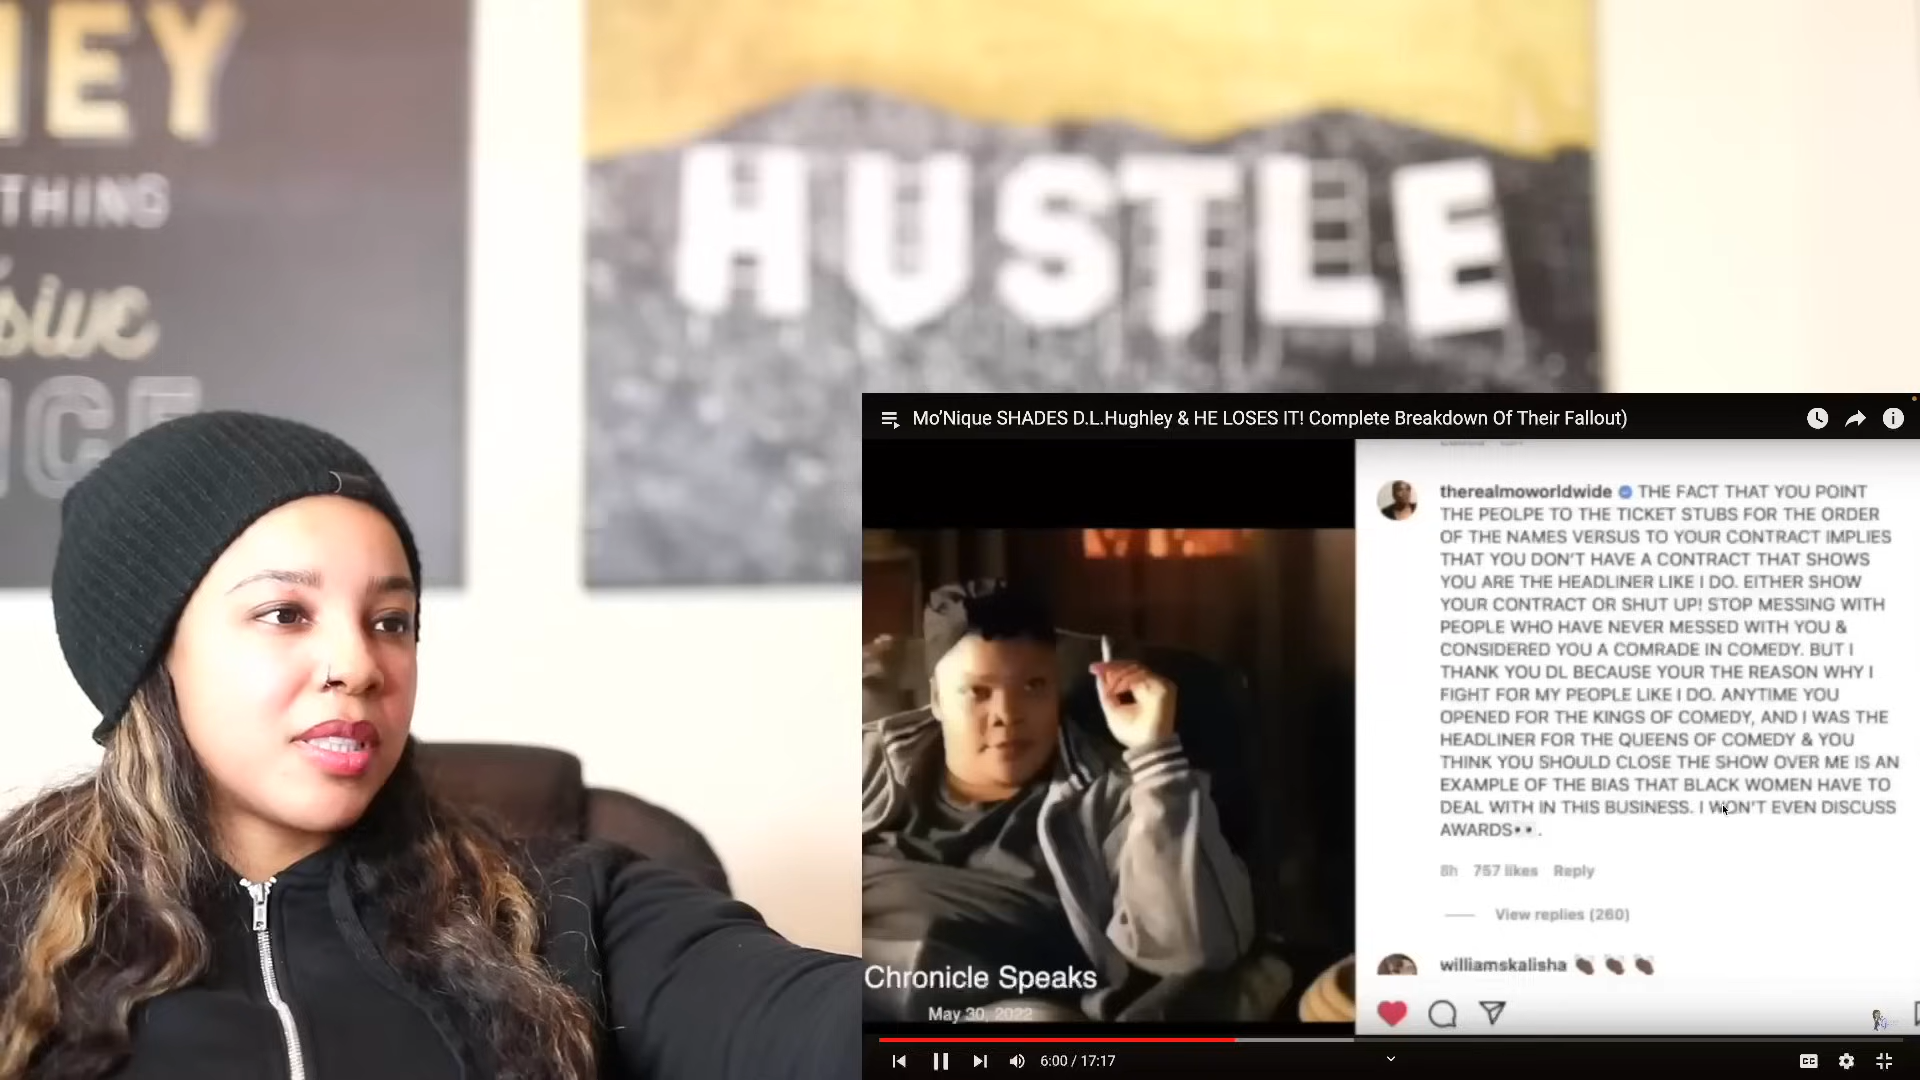 EY
THING
sive
HUSTLE
Mo’Nique SHADES D.L.Hughley & HE LOSES IT! Complete Breakdown Of Their Fallout)
therealmoworldwide THE FACT THAT YOU POINT
THE PEOLPE TO THE TICKET STUBS FOR THE ORDER
OF THE NAMES VERSUS TO YOUR CONTRACT IMPLIES
THAT YOU DON'T HAVE A CONTRACT THAT SHOWS
YOU ARE THE HEADLINER LIKE I DO. EITHER SHOW
YOUR CONTRACT OR SHUT UP! STOP MESSING WITH
PEOPLE WHO HAVE NEVER MESSED WITH YOU &
CONSIDERED YOU A COMRADE IN COMEDY. BUT I
THANK YOU DL BECAUSE YOUR THE REASON WHY I
FIGHT FOR MY PEOPLE LIKE I DO. ANYTIME YOU
OPENED FOR THE KINGS OF COMEDY, AND I WAS THE
HEADLINER FOR THE QUEENS OF COMEDY & YOU
THINK YOU SHOULD CLOSE THE SHOW OVER ME IS AN
EXAMPLE OF THE BIAS THAT BLACK WOMEN HAVE TO
DEAL WITH IN THIS BUSINESS. I WON'T EVEN DISCUSS
AWARDS👀.
8h 757 likes Reply
View replies (260)
williamskalisha 👏🏿 👏🏿 👏🏿
Chronicle Speaks
May 30, 2022
6:00 / 17:17
CC